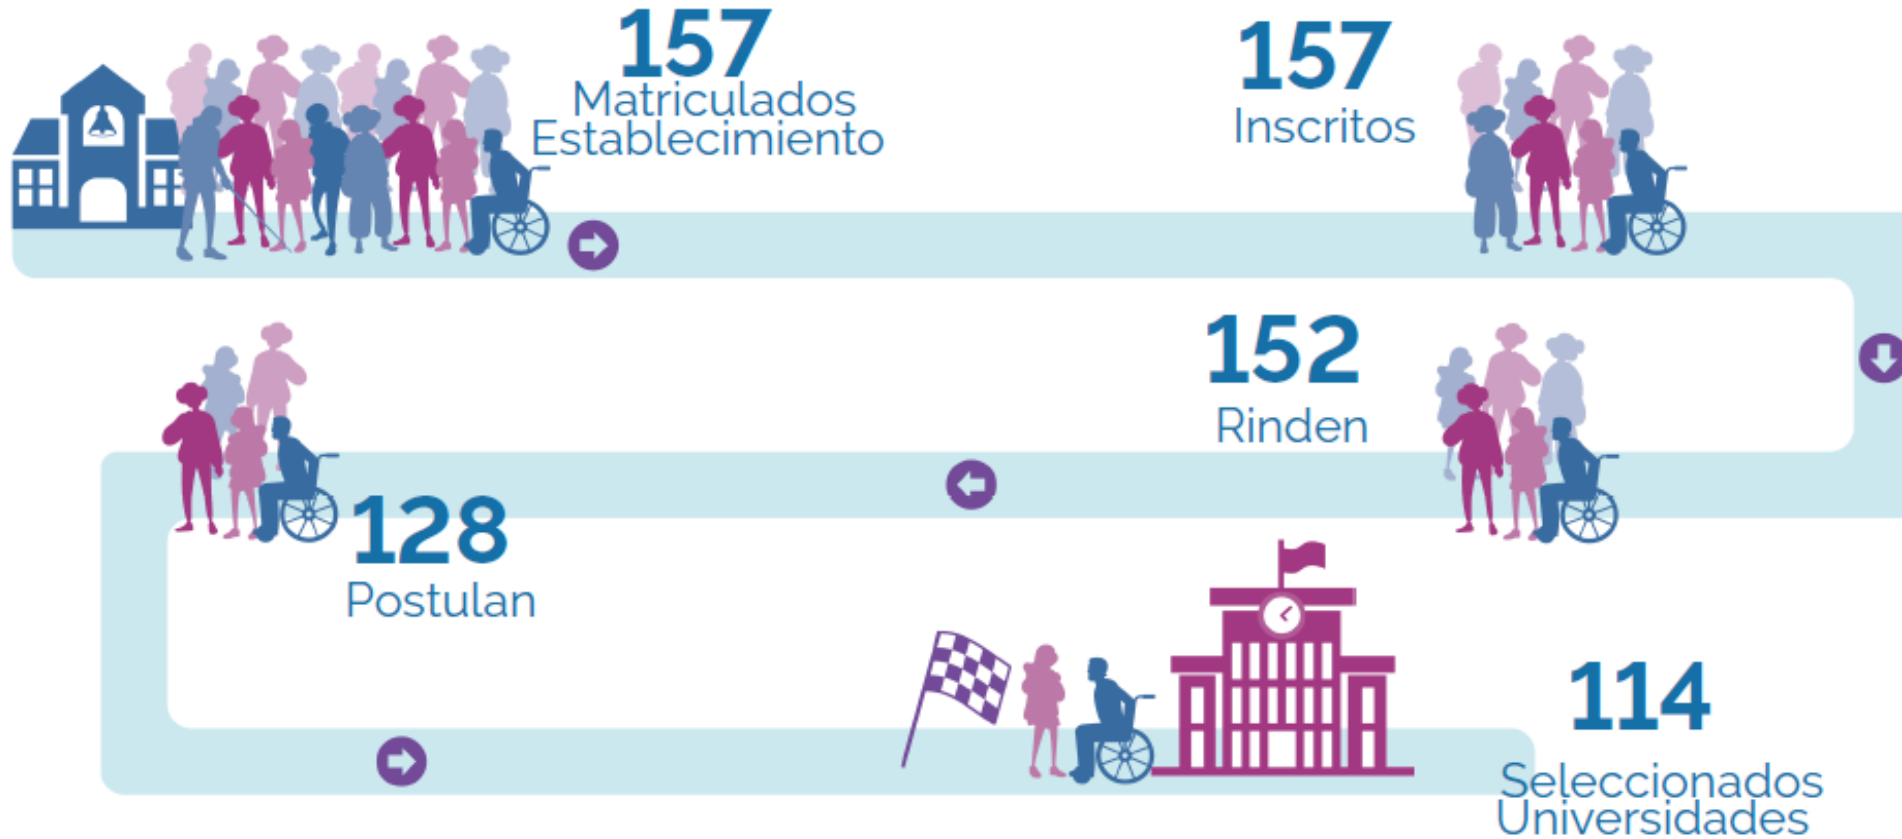 157
Matriculados
Establecimiento
157
Inscritos
152
Rinden
128
Postulan
114
Seleccionados
Universidades